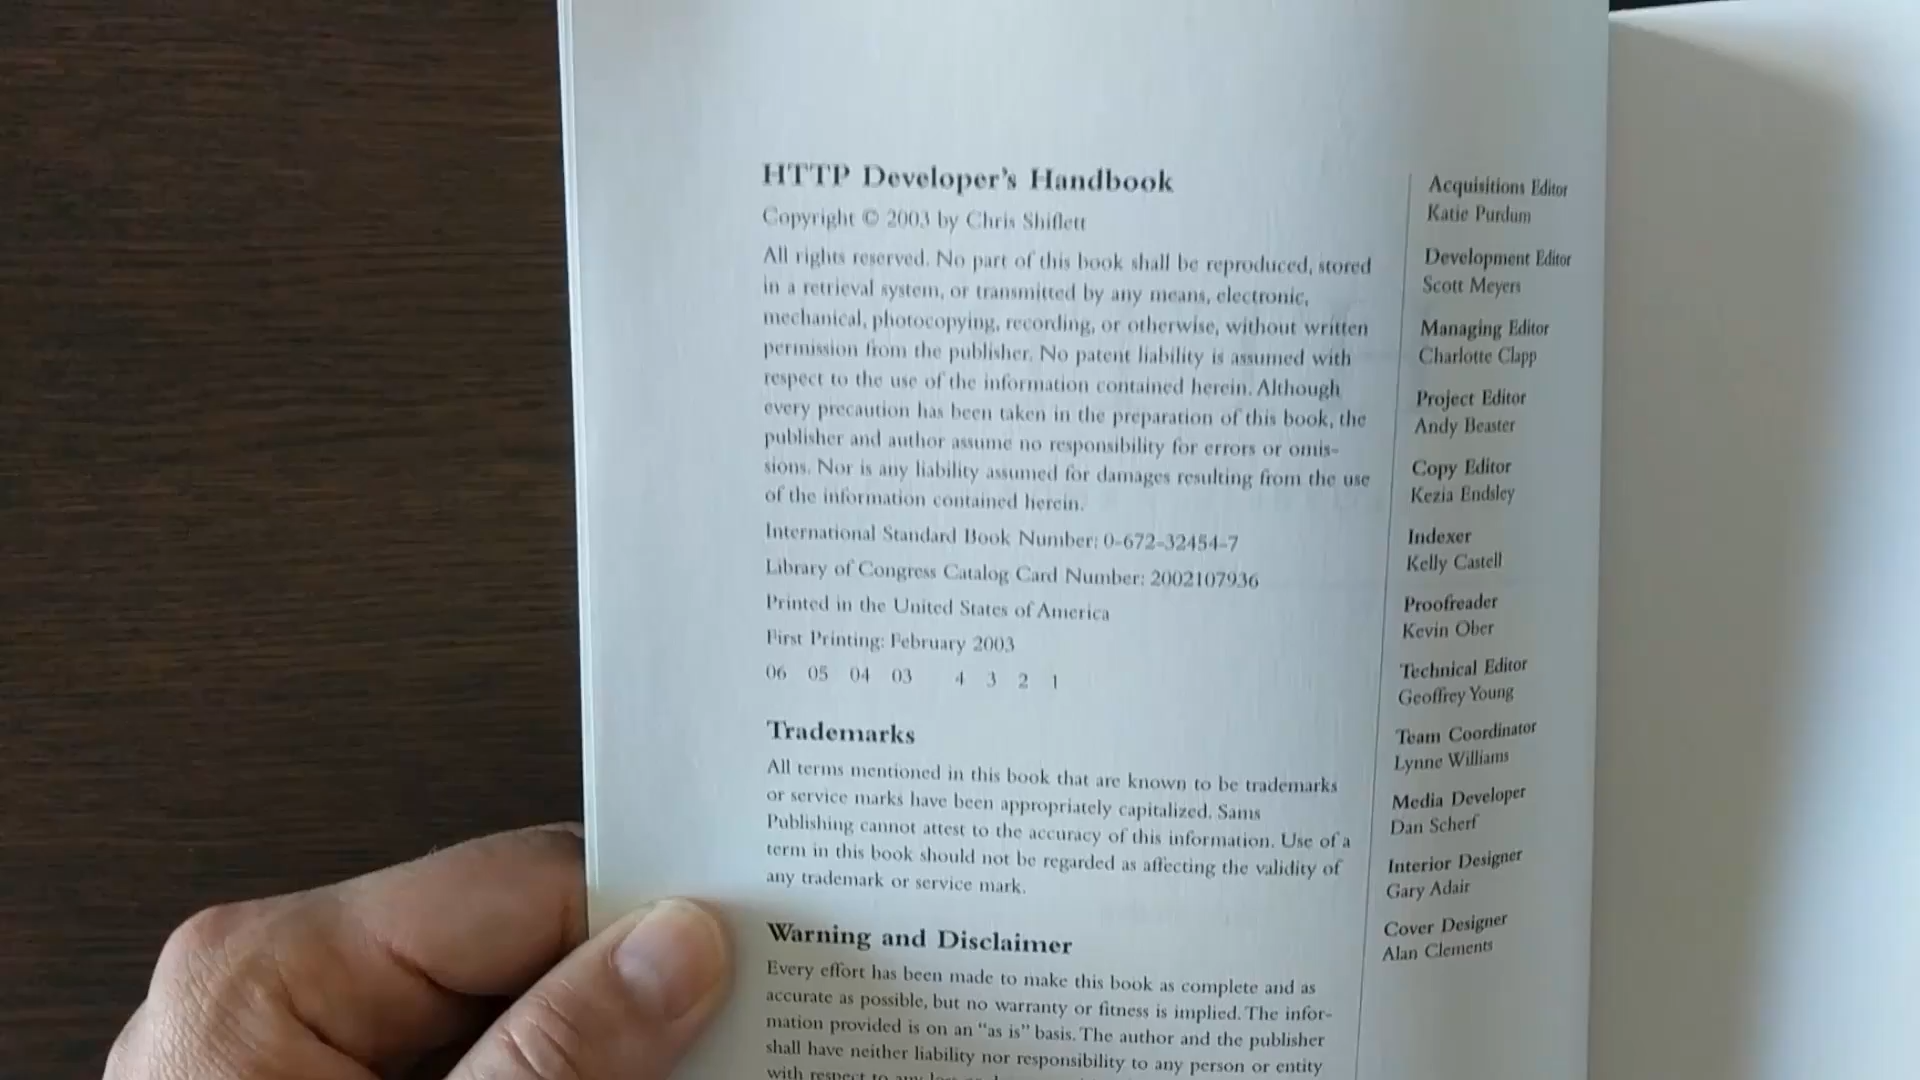 HTTP Developer's Handbook
Copyright © 2003 by Chris Shiflett
All rights reserved. No part of this book shall be reproduced, stored
in a retrieval system, or transmitted by any means, electronic,
mechanical, photocopying, recording, or otherwise, without written
permission from the publisher. No patent liability is assumed with
respect to the use of the information contained herein. Although
every precaution has been taken in the preparation of this book, the
publisher and author assume no responsibility for errors or omis-
sions. Nor is any liability assumed for damages resulting from the use
of the information contained herein.
International Standard Book Number: 0-672-32454-7
Library of Congress Catalog Card Number: 2002107936
Printed in the United States of America
First Printing: February 2003
06 05 04 03 4 3 2 1
Trademarks
All terms mentioned in this book that are known to be trademarks
or service marks have been appropriately capitalized. Sams
Publishing cannot attest to the accuracy of this information. Use of a
term in this book should not be regarded as affecting the validity of
any trademark or service mark.
Warning and Disclaimer
Every effort has been made to make this book as complete and as
accurate as possible, but no warranty or fitness is implied. The infor-
mation provided is on an "as is" basis. The author and the publisher
shall have neither liability nor responsibility to any person or entity
with respect to any
Acquisitions Editor
Katie Purdum
Development Editor
Scott Meyers
Managing Editor
Charlotte Clapp
Project Editor
Andy Beaster
Copy Editor
Kezia Endsley
Indexer
Kelly Castell
Proofreader
Kevin Ober
Technical Editor
Geoffrey Young
Team Coordinator
Lynne Williams
Media Developer
Dan Scherf
Interior Designer
Gary Adair
Cover Designer
Alan Clements